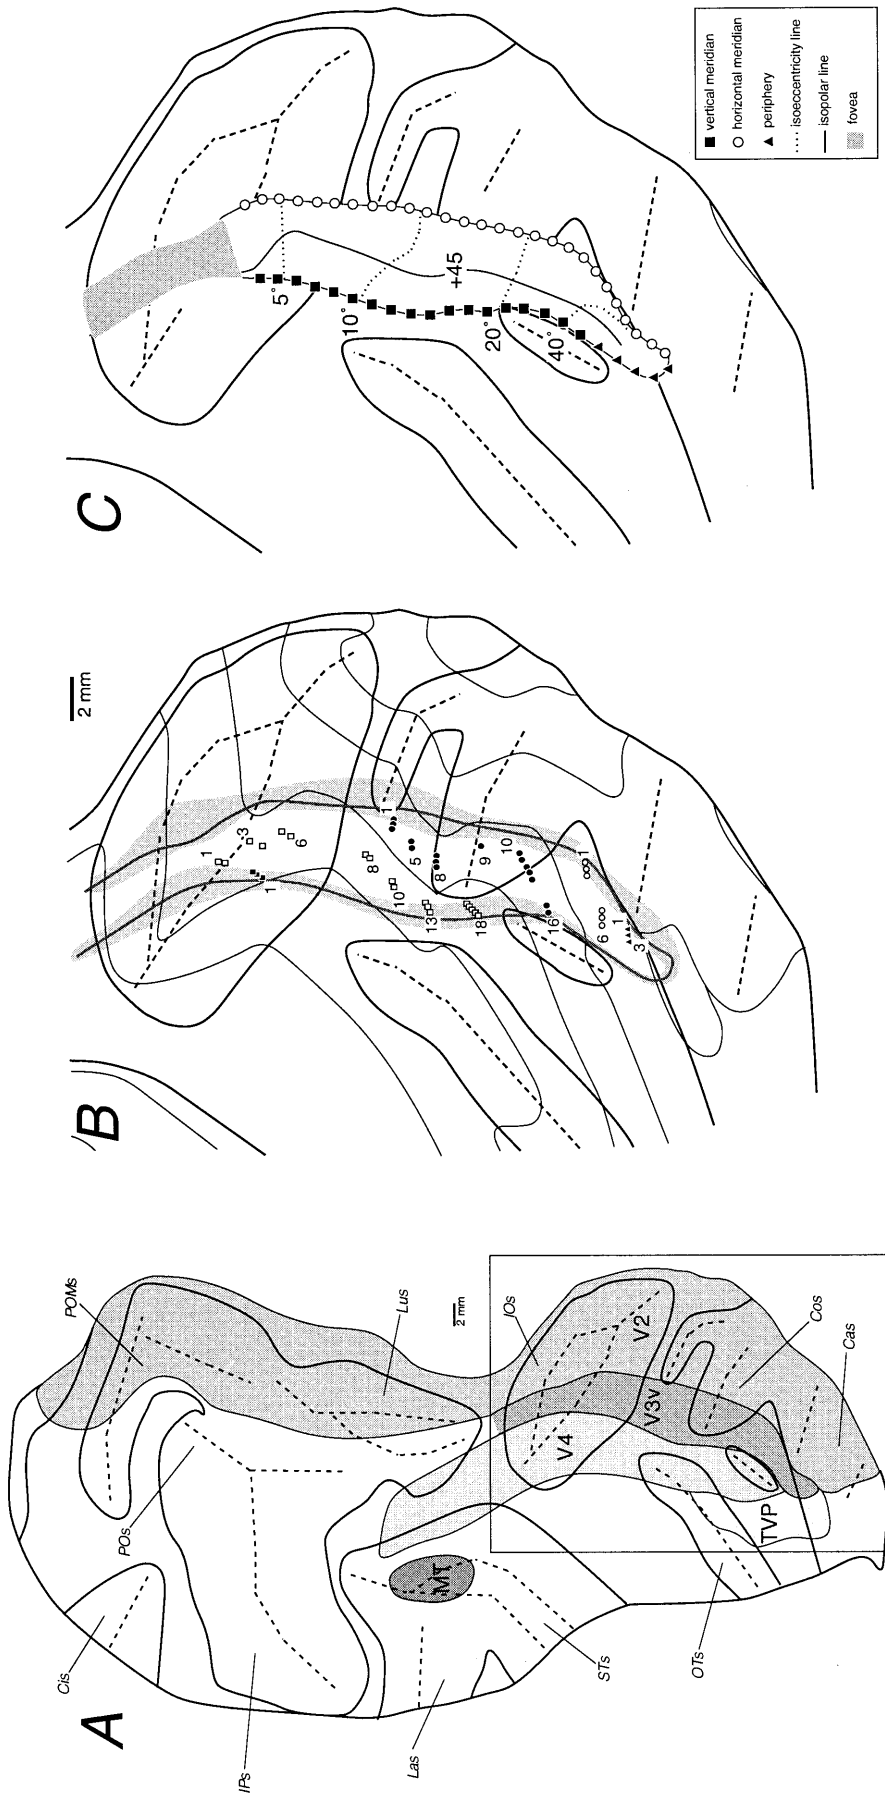 A
Cis
POMs
POs
IPs
Lus
Las
MT
STs
2 mm
IOs
V4
V3v
V2
TVP
OTs
Cos
Cas
B
2 mm
1
3
6
1
8
10
13
18
1
5
8
9
10
16
1
6
1
3
C
5°
10°
+45
20°
40°
vertical meridian
horizontal meridian
periphery
isoeccentricity line
isopolar line
fovea